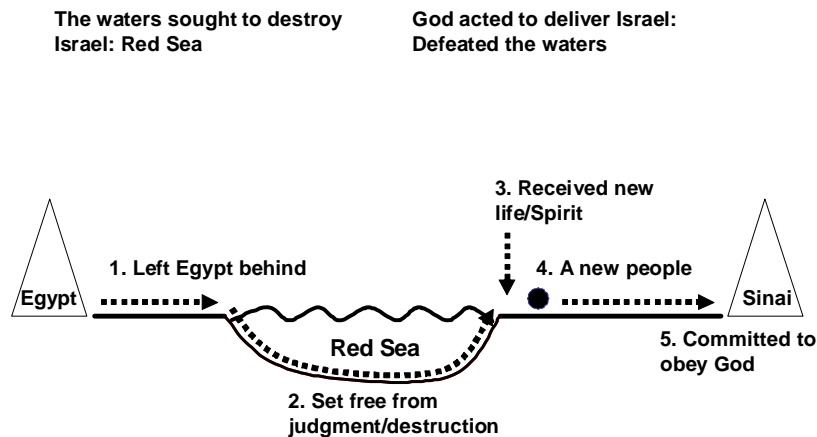 The waters sought to destroy
Israel: Red Sea
God acted to deliver Israel:
Defeated the waters
3. Received new
life/Spirit
1. Left Egypt behind
4. A new people
Egypt
Sinai
Red Sea
5. Committed to
obey God
2. Set free from
judgment/destruction